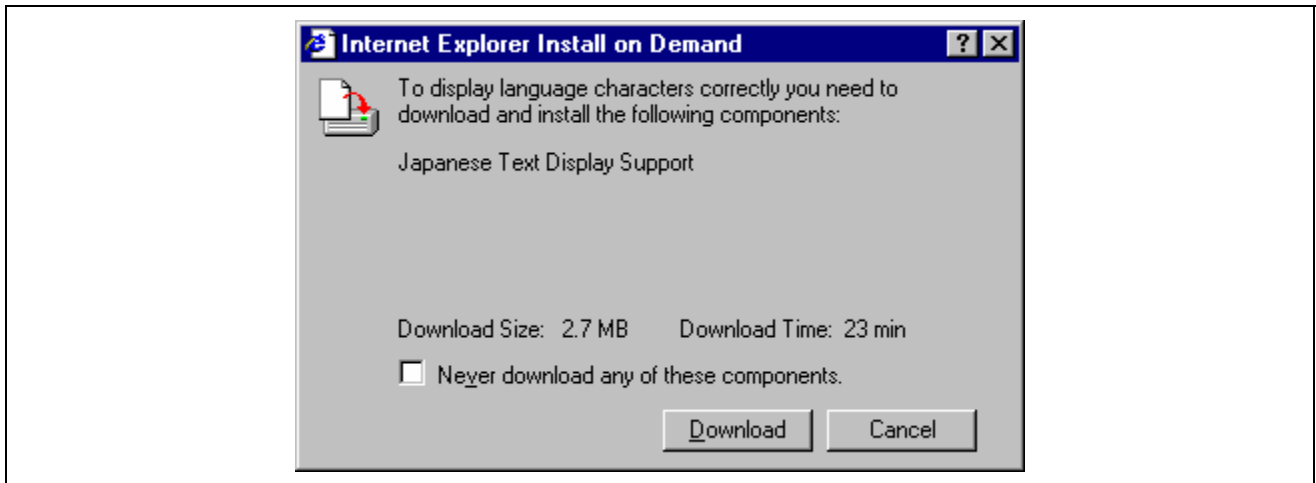 Internet Explorer Install on Demand
To display language characters correctly you need to
download and install the following components:
Japanese Text Display Support
Download Size: 2.7 MB Download Time: 23 min
Never download any of these components.
Download Cancel